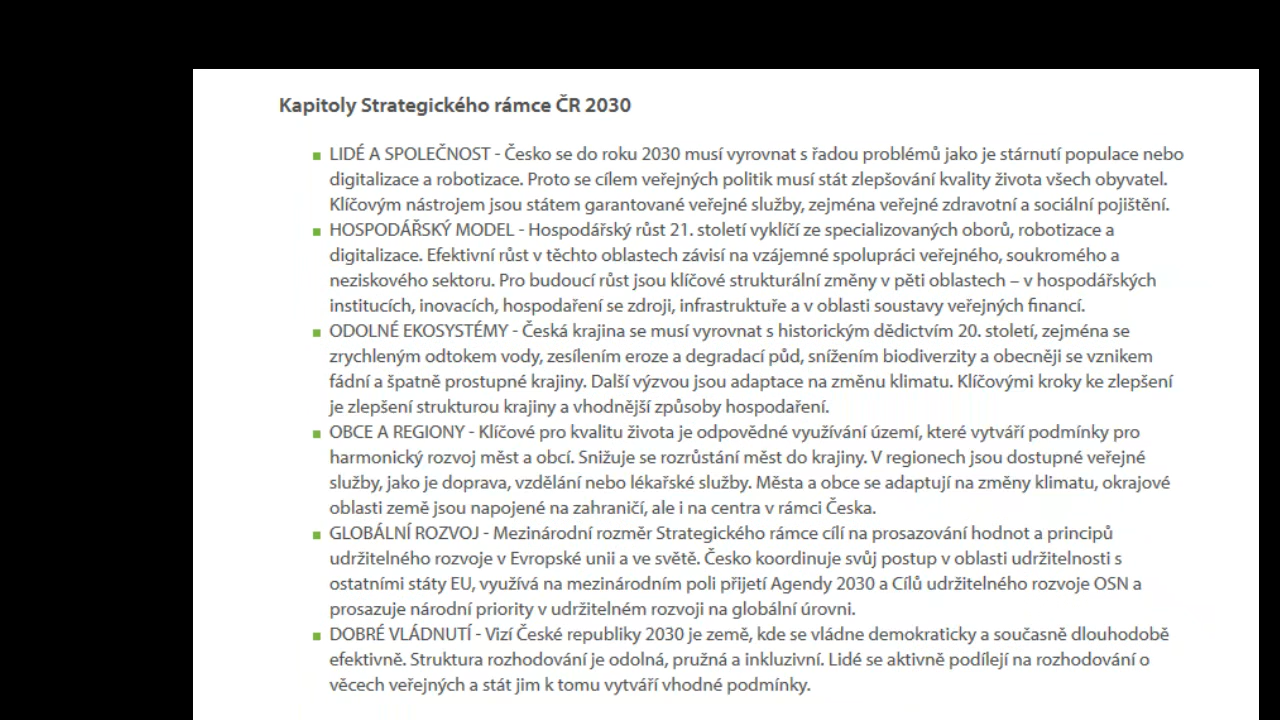 Kapitoly Strategického rámce ČR 2030
LIDÉ A SPOLEČNOST - Česko se do roku 2030 musí vyrovnat s řadou problémů jako je stárnutí populace nebo
digitalizace a robotizace. Proto se cílem veřejných politik musí stát zlepšování kvality života všech obyvatel.
Klíčovým nástrojem jsou státem garantované veřejné služby, zejména veřejné zdravotní a sociální pojištění.
HOSPODÁŘSKÝ MODEL - Hospodářský růst 21. století vyklíčí ze specializovaných oborů, robotizace a
digitalizace. Efektivní růst v těchto oblastech závisí na vzájemné spolupráci veřejného, soukromého a
neziskového sektoru. Pro budoucí růst jsou klíčové strukturální změny v pěti oblastech – v hospodářských
institucích, inovacích, hospodaření se zdroji, infrastruktuře a v oblasti soustavy veřejných financí.
ODOLNÉ EKOSYSTÉMY - Česká krajina se musí vyrovnat s historickým dědictvím 20. století, zejména se
zrychleným odtokem vody, zesílením eroze a degradací půd, snížením biodiverzity a obecněji se vznikem
fádní a špatně prostupné krajiny. Další výzvou jsou adaptace na změnu klimatu. Klíčovými kroky ke zlepšení
je zlepšení strukturou krajiny a vhodnější způsoby hospodaření.
OBCE A REGIONY - Klíčové pro kvalitu života je odpovědné využívání území, které vytváří podmínky pro
harmonický rozvoj měst a obcí. Snižuje se rozrůstání měst do krajiny. V regionech jsou dostupné veřejné
služby, jako je doprava, vzdělání nebo lékařské služby. Města a obce se adaptují na změny klimatu, okrajové
oblasti země jsou napojené na zahraničí, ale i na centra v rámci Česka.
GLOBÁLNÍ ROZVOJ - Mezinárodní rozměr Strategického rámce cílí na prosazování hodnot a principů
udržitelného rozvoje v Evropské unii a ve světě. Česko koordinuje svůj postup v oblasti udržitelnosti s
ostatními státy EU, využívá na mezinárodním poli přijetí Agendy 2030 a Cílů udržitelného rozvoje OSN a
prosazuje národní priority v udržitelném rozvoji na globální úrovni.
DOBRÉ VLÁDNUTÍ - Vizí České republiky 2030 je země, kde se vládne demokraticky a současně dlouhodobě
efektivně. Struktura rozhodování je odolná, pružná a inkluzivní. Lidé se aktivně podílejí na rozhodování o
věcech veřejných a stát jim k tomu vytváří vhodné podmínky.